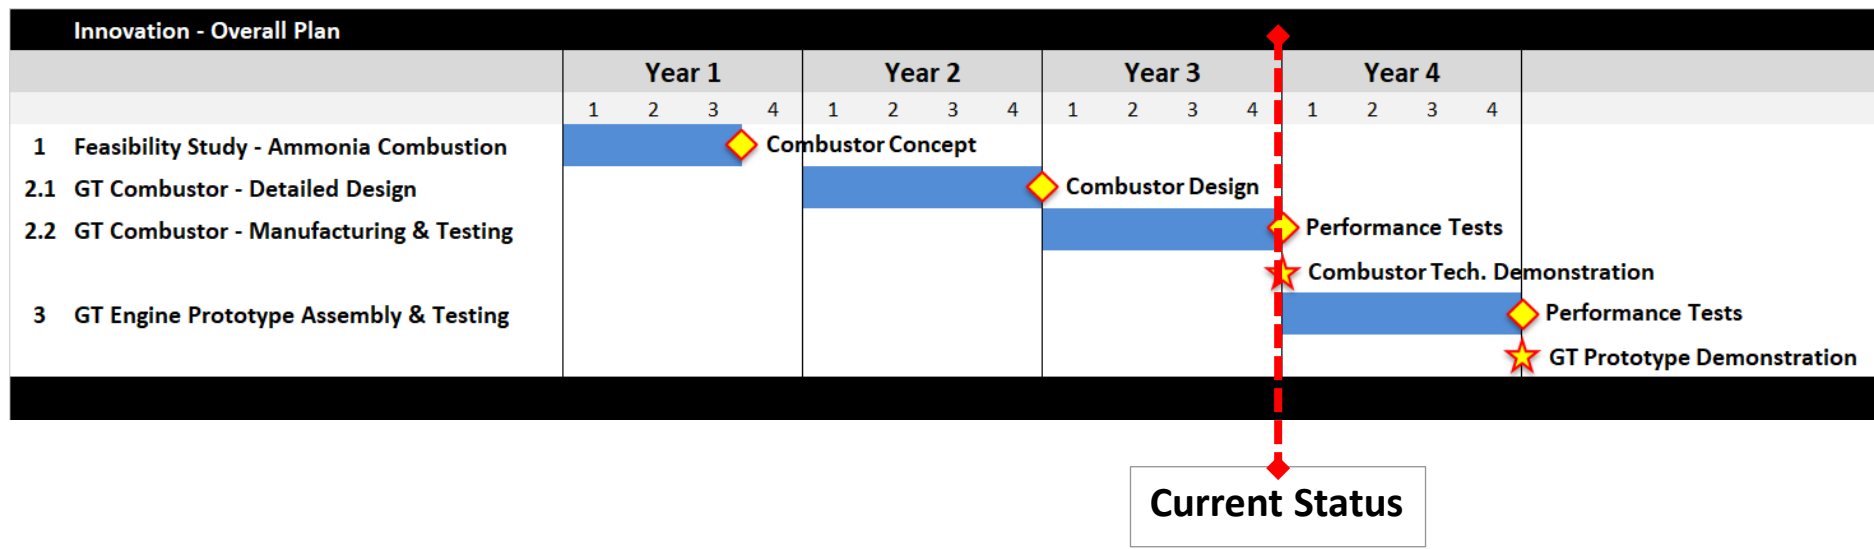 Innovation - Overall Plan
Year 1 Year 2 Year 3 Year 4
1 2 3 4 1 2 3 4 1 2 3 4 1 2 3 4
1 Feasibility Study - Ammonia Combustion Combustor Concept
2.1 GT Combustor - Detailed Design Combustor Design
2.2 GT Combustor - Manufacturing & Testing Performance Tests
Combustor Tech. Demonstration
3 GT Engine Prototype Assembly & Testing Performance Tests
GT Prototype Demonstration
Current Status